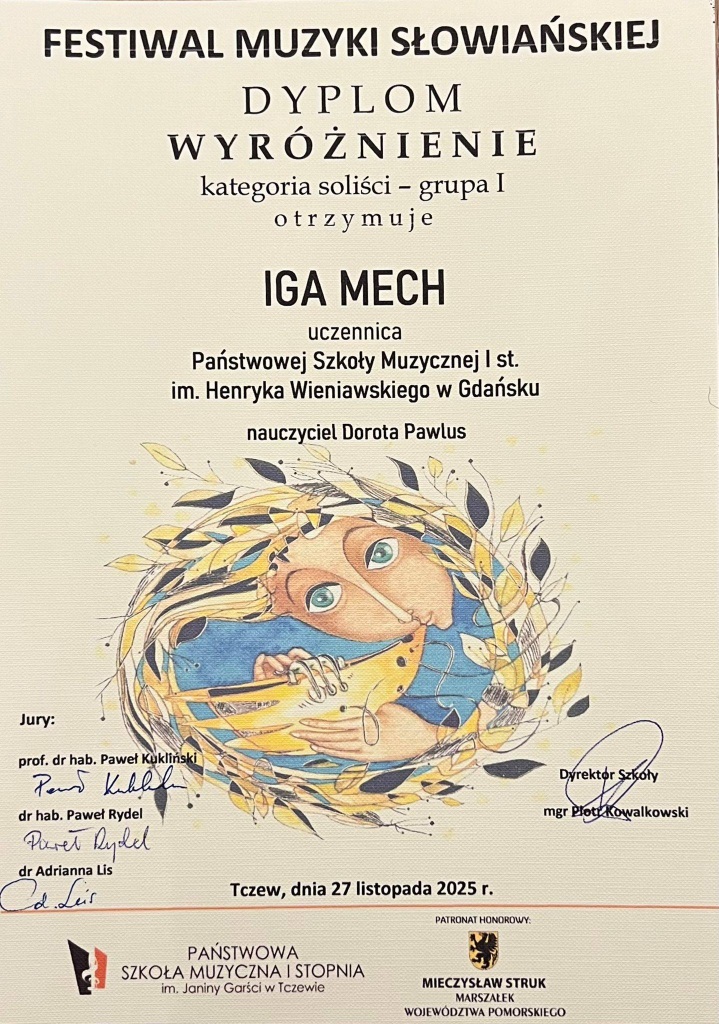 FESTIWAL MUZYKI SŁOWIAŃSKIEJ
DYPLOM
WYRÓŻNIENIE
kategoria soliści – grupa I
otrzymuje
IGA MECH
uczennica
Państwowej Szkoły Muzycznej I st.
im. Henryka Wieniawskiego w Gdańsku
nauczyciel Dorota Pawlus
Jury:
prof. dr hab. Paweł Kukliński
dr hab. Paweł Rydel
Paweł Rydel
dr Adrianna Lis
Dyrektor Szkoły
mgr Piotr Kowalkowski
Tczew, dnia 27 listopada 2025 r.
PAŃSTWOWA
SZKOŁA MUZYCZNA I STOPNIA
im. Janiny Garści w Tczewie
PATRONAT HONOROWY:
MIECZYSŁAW STRUK
MARSZAŁEK
WOJEWÓDZTWA POMORSKIEGO